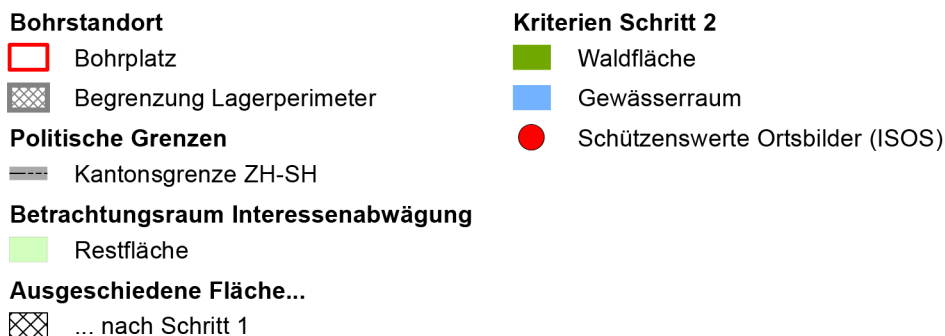 Bohrstandort
Bohrplatz
Begrenzung Lagerperimeter
Politische Grenzen
Kantonsgrenze ZH-SH
Betrachtungsraum Interessenabwägung
Restfläche
Ausgeschiedene Fläche...
... nach Schritt 1
Kriterien Schritt 2
Waldfläche
Gewässerraum
Schützenswerte Ortsbilder (ISOS)